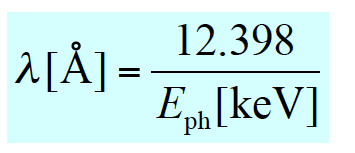 λ[Å] = 12.398 / E_ph[keV]